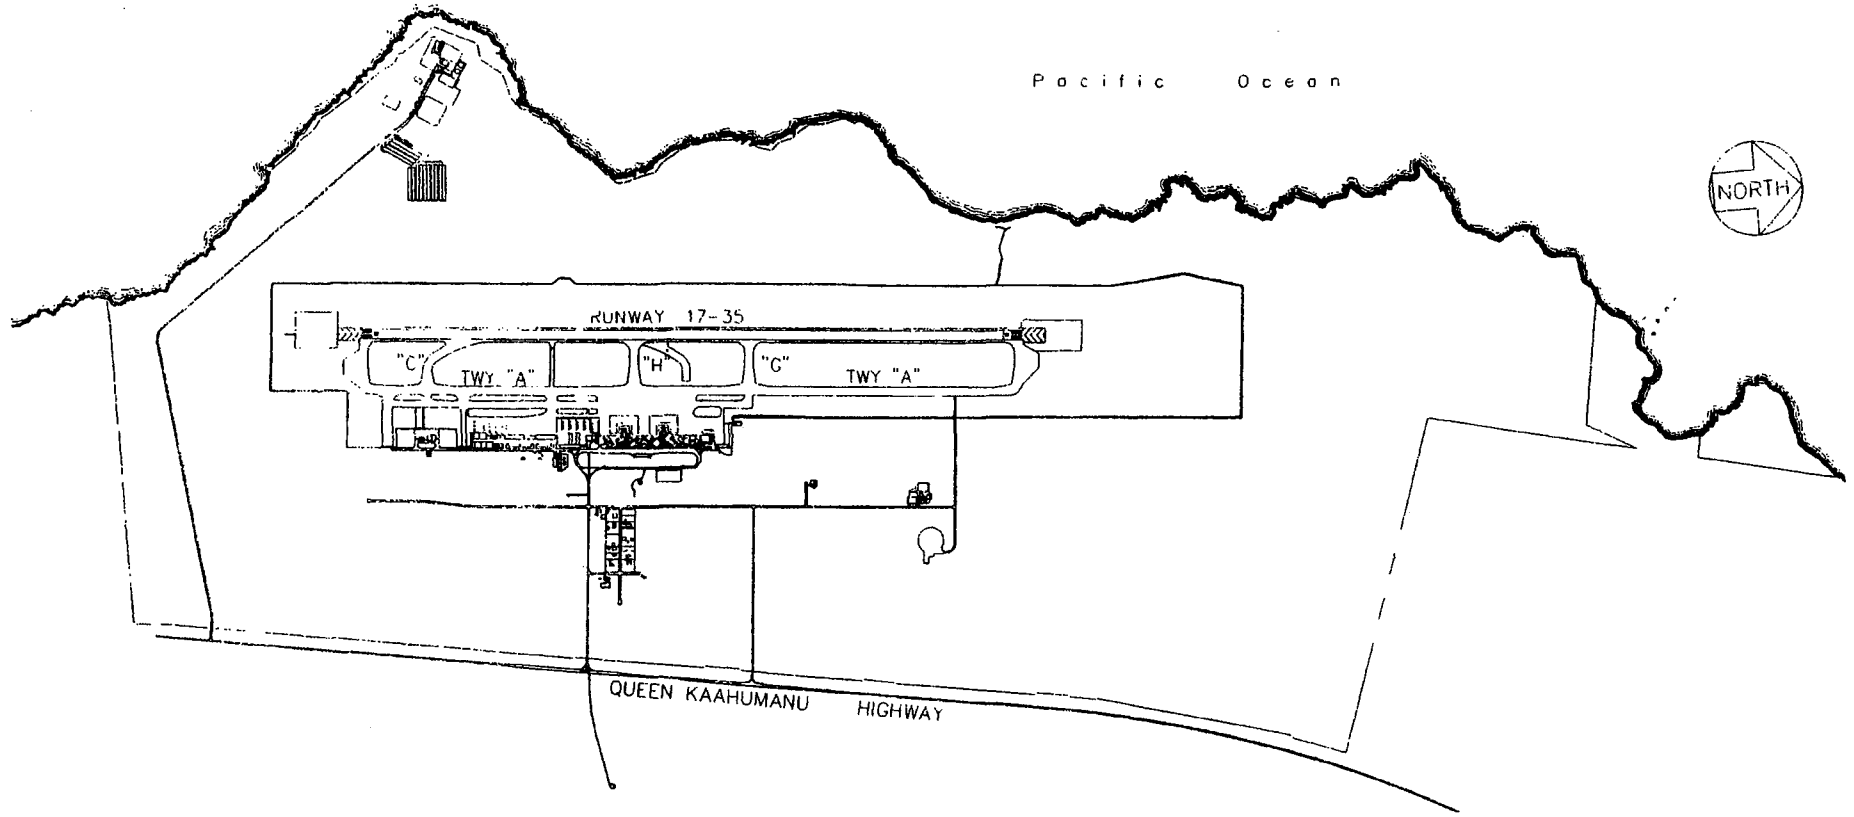 Pacific Ocean
NORTH
RUNWAY 17-35
"C"
"H"
"G"
TWY "A"
TWY "A"
QUEEN KAAHUMANU HIGHWAY